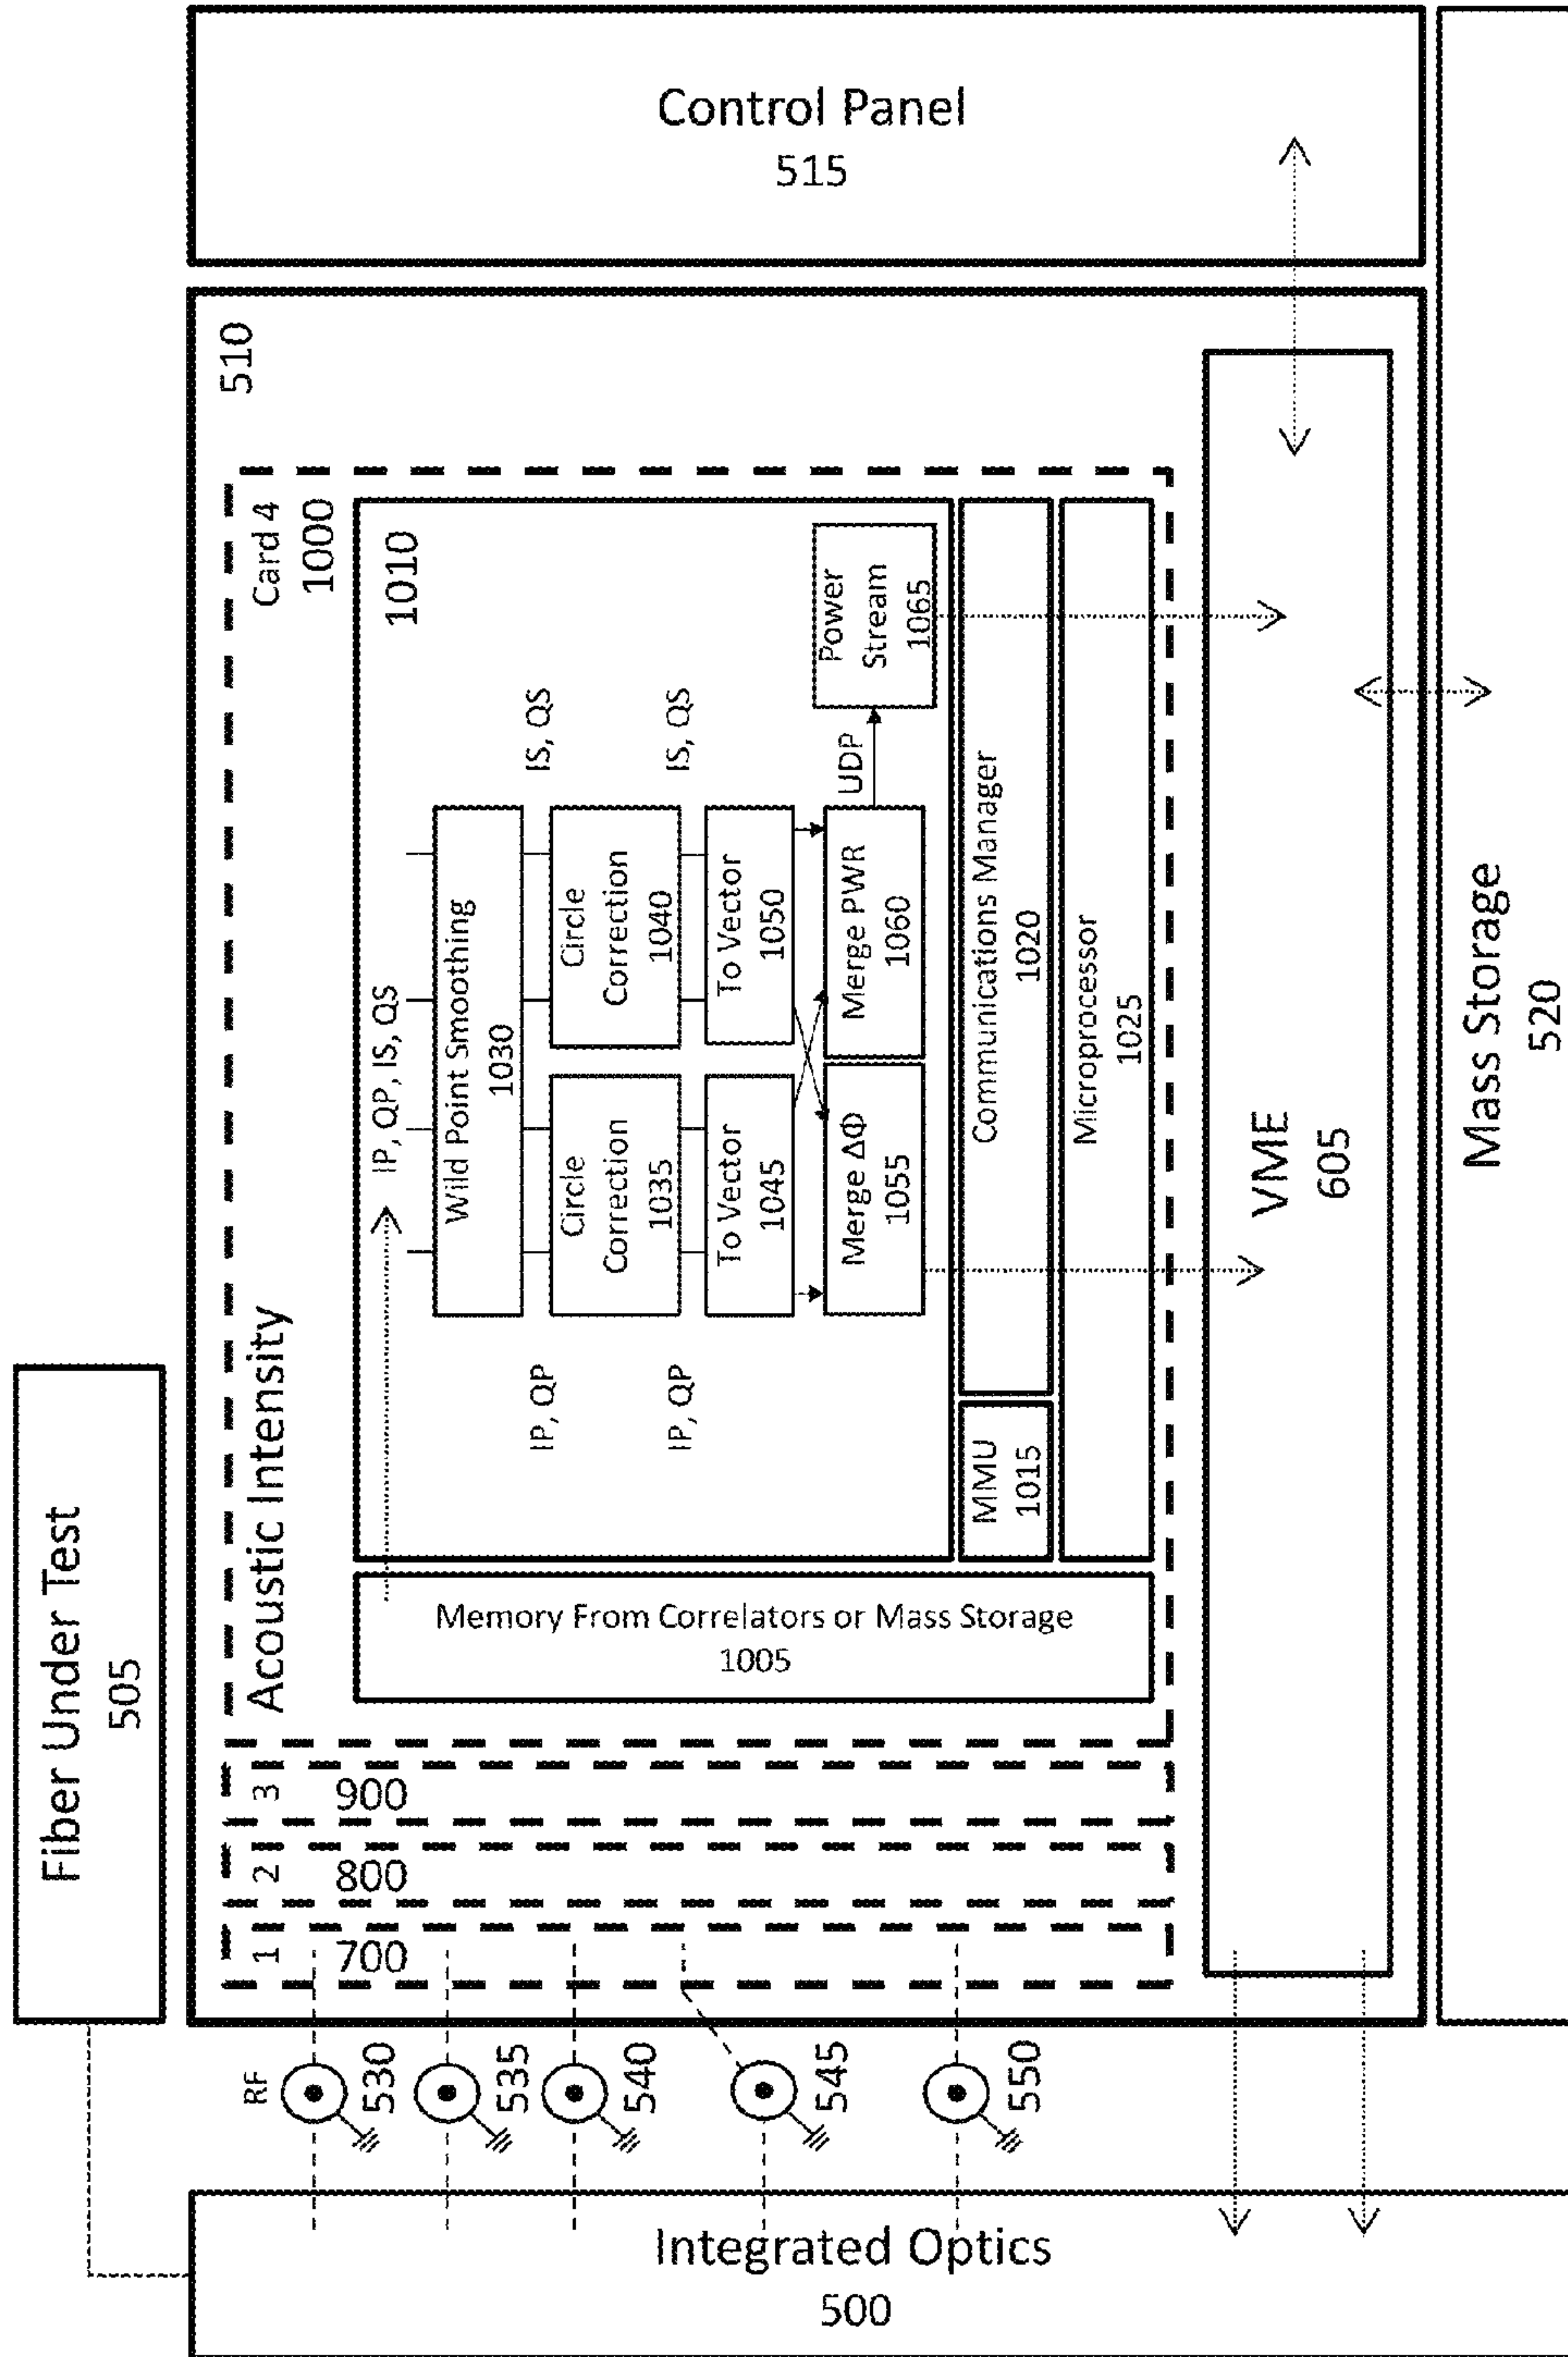 Fiber Under Test
505
Integrated Optics
500
RF
530
535
540
545
550
510
1
700
2
800
3
900
Acoustic Intensity
Card 4
1000
Memory From Correlators or Mass Storage
1005
1010
IP, QP, IS, QS
Wild Point Smoothing
1030
IP, QP
IS, QS
Circle
Correction
1035
Circle
Correction
1040
IP, QP
IS, QS
To Vector
1045
To Vector
1050
Merge ΔΦ
1055
Merge PWR
1060
UDP
Power
Stream
1065
MMU
1015
Communications Manager
1020
Microprocessor
1025
VME
605
Control Panel
515
Mass Storage
520